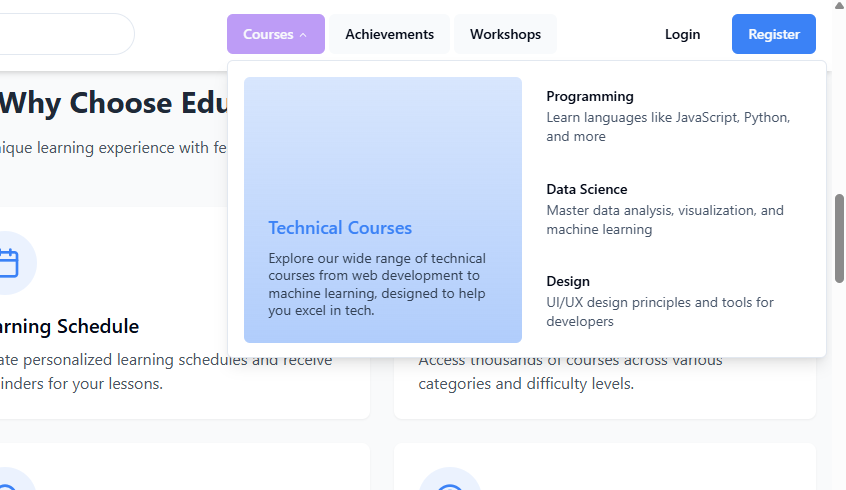 Courses
Achievements
Workshops
Login
Register
Why Choose Edu
learning experience with fe
Technical Courses
Explore our wide range of technical
courses from web development to
machine learning, designed to help
you excel in tech.
Programming
Learn languages like JavaScript, Python,
and more
Data Science
Master data analysis, visualization, and
machine learning
Design
UI/UX design principles and tools for
developers
Schedule
personalized learning schedules and receive
for your lessons.
Access thousands of courses across various
categories and difficulty levels.